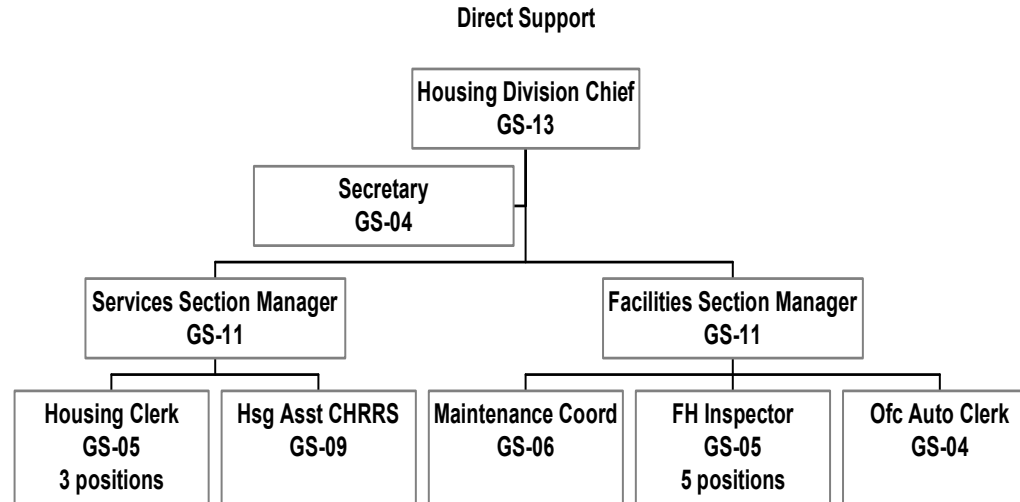 Direct Support
Housing Division Chief
GS-13
Secretary
GS-04
Services Section Manager
GS-11
Facilities Section Manager
GS-11
Housing Clerk
GS-05
3 positions
Hsg Asst CHRRS
GS-09
Maintenance Coord
GS-06
FH Inspector
GS-05
5 positions
Ofc Auto Clerk
GS-04